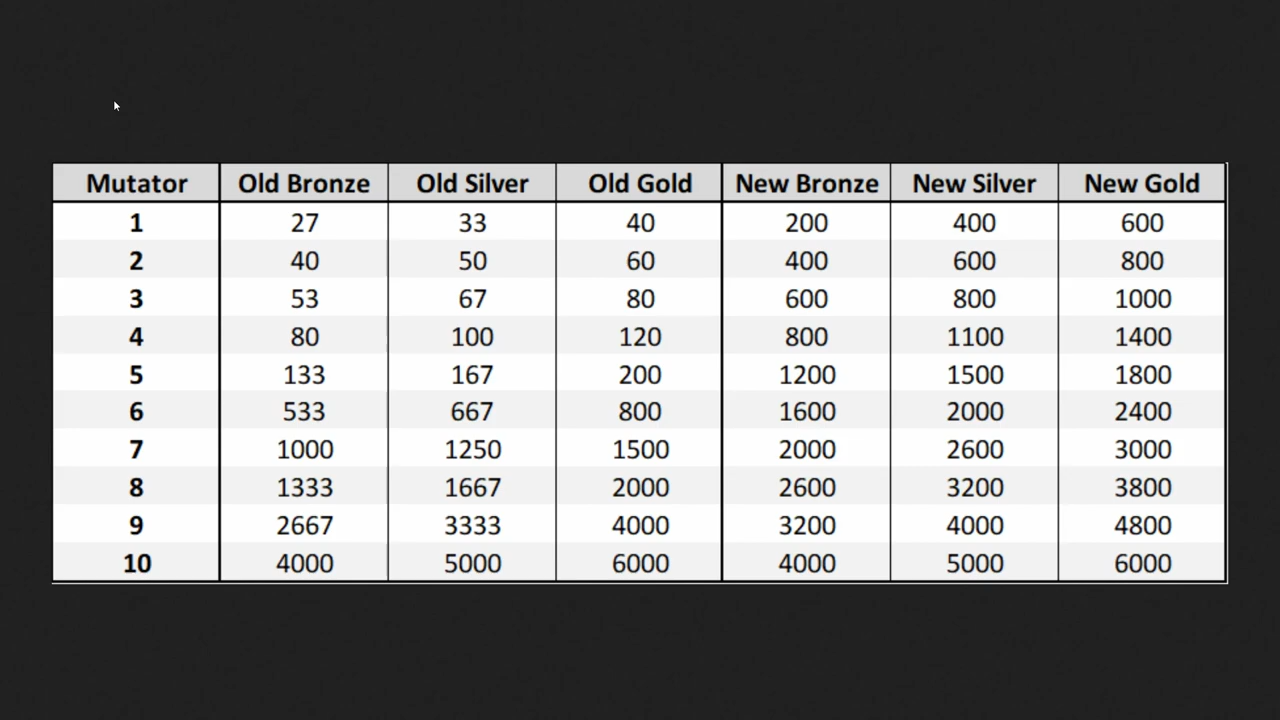 Mutator Old Bronze Old Silver Old Gold New Bronze New Silver New Gold
1 27 33 40 200 400 600
2 40 50 60 400 600 800
3 53 67 80 600 800 1000
4 80 100 120 800 1100 1400
5 133 167 200 1200 1500 1800
6 533 667 800 1600 2000 2400
7 1000 1250 1500 2000 2600 3000
8 1333 1667 2000 2600 3200 3800
9 2667 3333 4000 3200 4000 4800
10 4000 5000 6000 4000 5000 6000